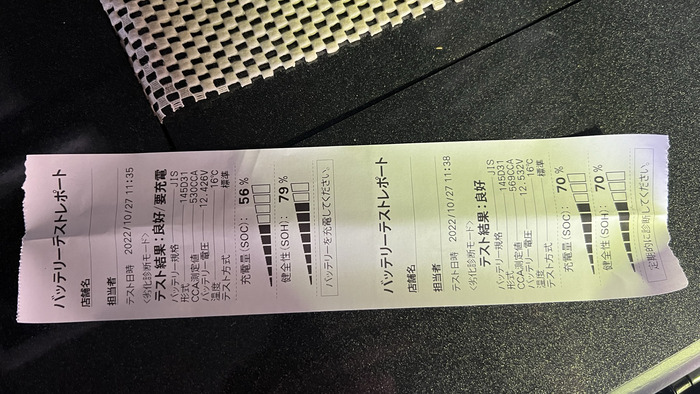 バッテリーテストレポート
店舗名
担当者
テスト日時 2022/10/27 11:35
<劣化診断モード>
テスト結果:良好/要充電
バッテリー規格 JIS
形式 145D31
CCA測定値 530CCA
バッテリー電圧 12.426V
温度 16℃
テスト方式 標準
充電量(SOC): 56 %
健全性(SOH): 79 %
バッテリーを充電してください。
バッテリーテストレポート
店舗名
担当者
テスト日時 2022/10/27 11:38
<劣化診断モード>
テスト結果:良好
バッテリー規格 JIS
形式 145D31
CCA測定値 569CCA
バッテリー電圧 12.532V
温度 16℃
テスト方式 標準
充電量(SOC): 70 %
健全性(SOH): 70 %
定期的に診断してください。